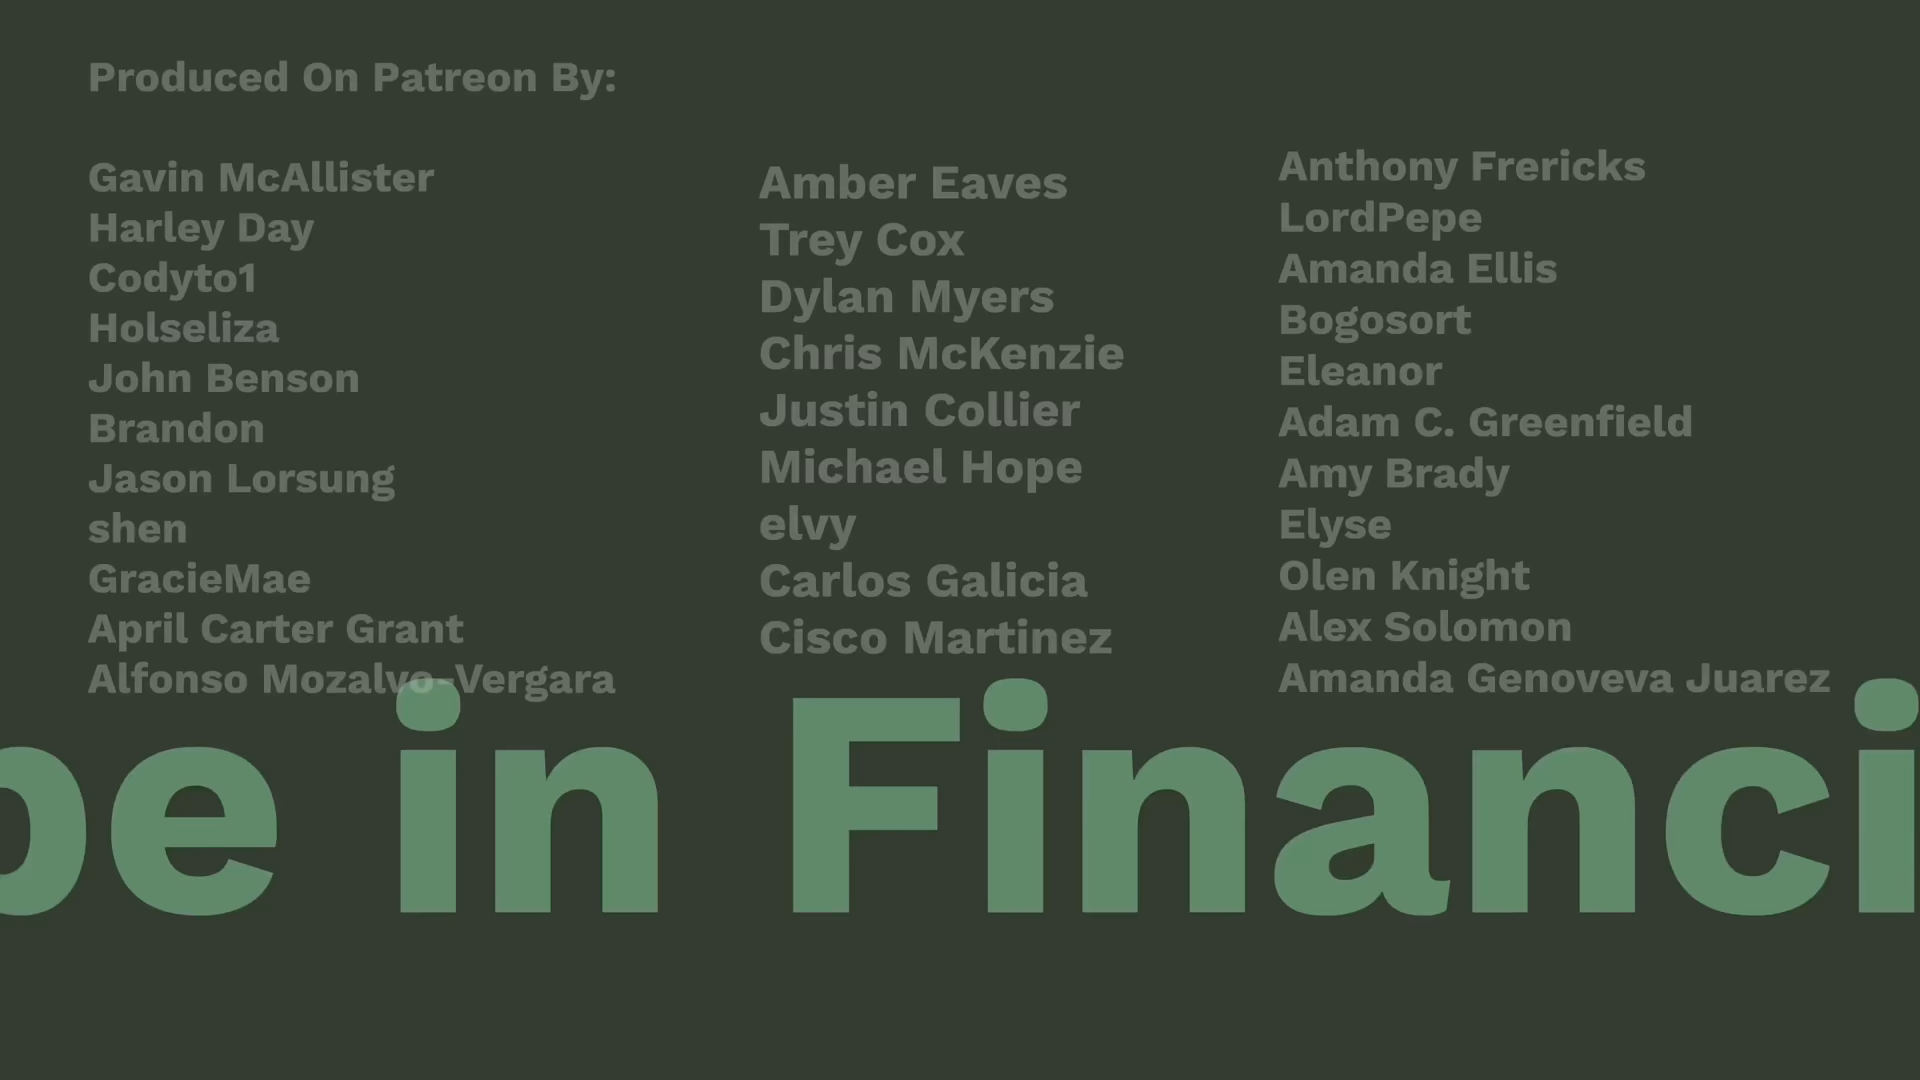 Produced On Patreon By:
Gavin McAllister
Harley Day
Codyto1
Holseliza
John Benson
Brandon
Jason Lorsung
shen
GracieMae
April Carter Grant
Alfonso Mozalvo-Vergara
Amber Eaves
Trey Cox
Dylan Myers
Chris McKenzie
Justin Collier
Michael Hope
elvy
Carlos Galicia
Cisco Martinez
Anthony Frericks
LordPepe
Amanda Ellis
Bogosort
Eleanor
Adam C. Greenfield
Amy Brady
Elyse
Olen Knight
Alex Solomon
Amanda Genoveva Juarez
in Financi